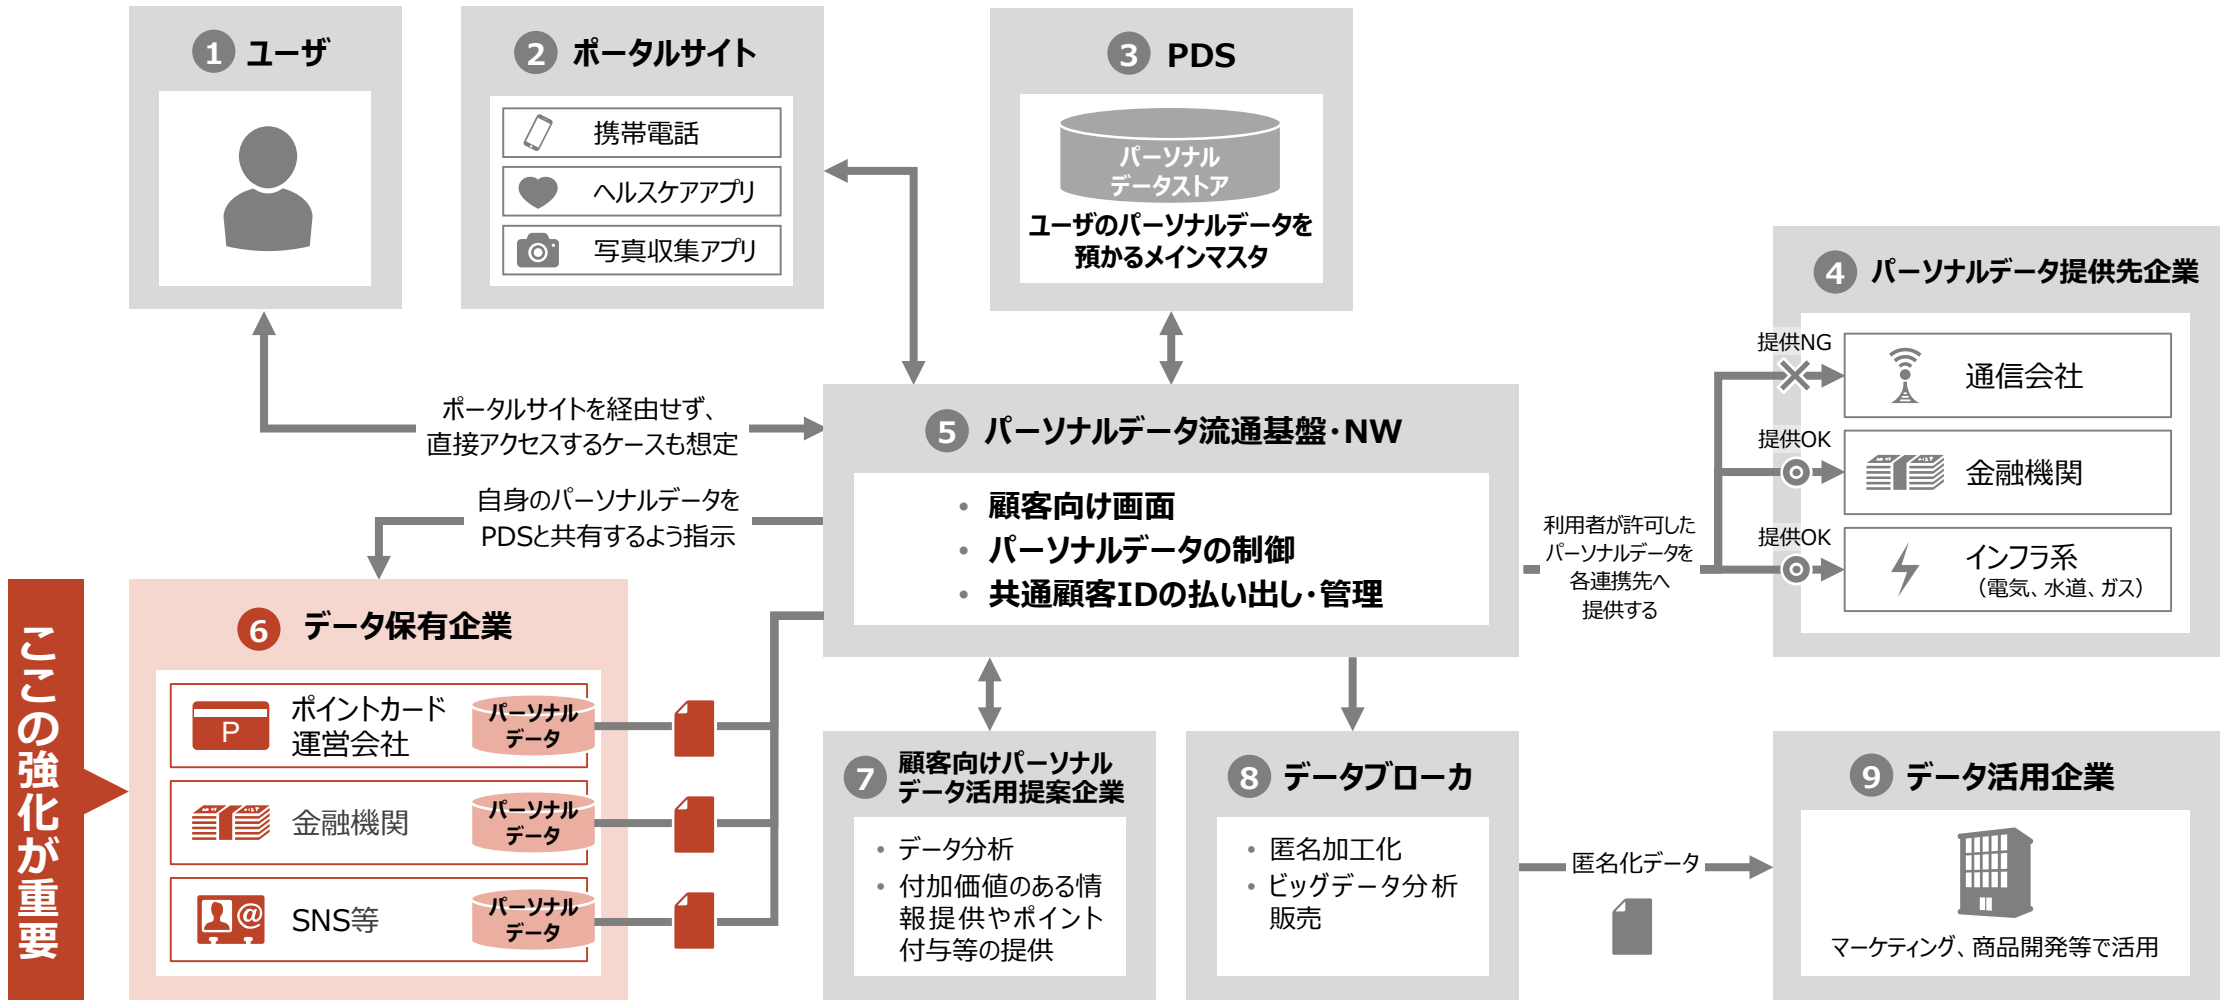 1 ユーザ
2 ポータルサイト
携帯電話
ヘルスケアアプリ
写真収集アプリ
3 PDS
パーソナル
データストア
ユーザのパーソナルデータを
預かるメインマスタ
4 パーソナルデータ提供先企業
提供NG
通信会社
提供OK
金融機関
提供OK
インフラ系
（電気、水道、ガス）
ポータルサイトを経由せず、
直接アクセスするケースも想定
自身のパーソナルデータを
PDSと共有するよう指示
5 パーソナルデータ流通基盤・NW
・顧客向け画面
・パーソナルデータの制御
・共通顧客IDの払い出し・管理
利用者が許可した
パーソナルデータを
各連携先へ
提供する
ここの強化が重要
6 データ保有企業
P
ポイントカード
運営会社
パーソナル
データ
金融機関
パーソナル
データ
@
SNS等
パーソナル
データ
7 顧客向けパーソナル
データ活用提案企業
・データ分析
・付加価値のある情
報提供やポイント
付与等の提供
8 データブローカ
・匿名加工化
・ビッグデータ分析
販売
匿名化データ
9 データ活用企業
マーケティング、商品開発等で活用